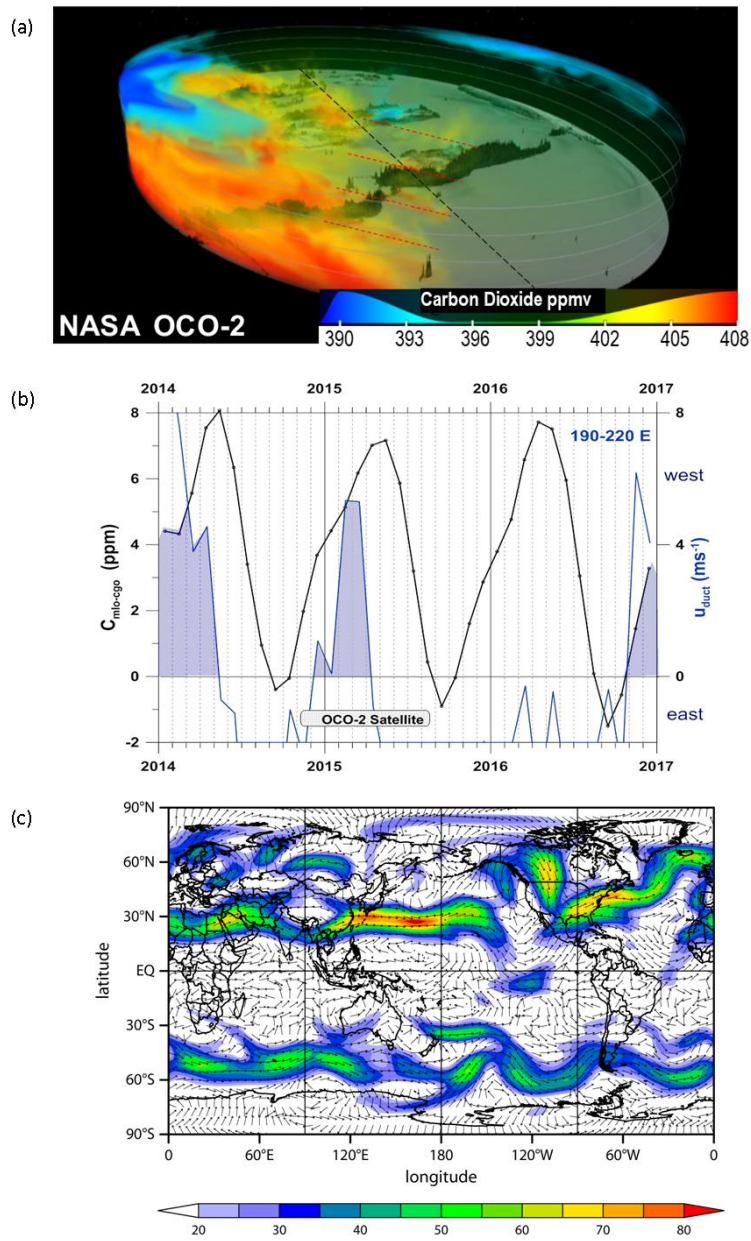 (a)
NASA OCO-2
Carbon Dioxide ppmv
390 393 396 399 402 405 408
(b)
2014 2015 2016 2017
8 8
190-220 E
6
west
4 4
2
0 0
east
OCO-2 Satellite
-2
2014 2015 2016 2017
C mlo-cgo (ppm)
u duct (ms-1)
(c)
90°N
60°N
30°N
EQ
30°S
60°S
90°S
latitude
0 60°E 120°E 180 120°W 60°W 0
longitude
20 30 40 50 60 70 80